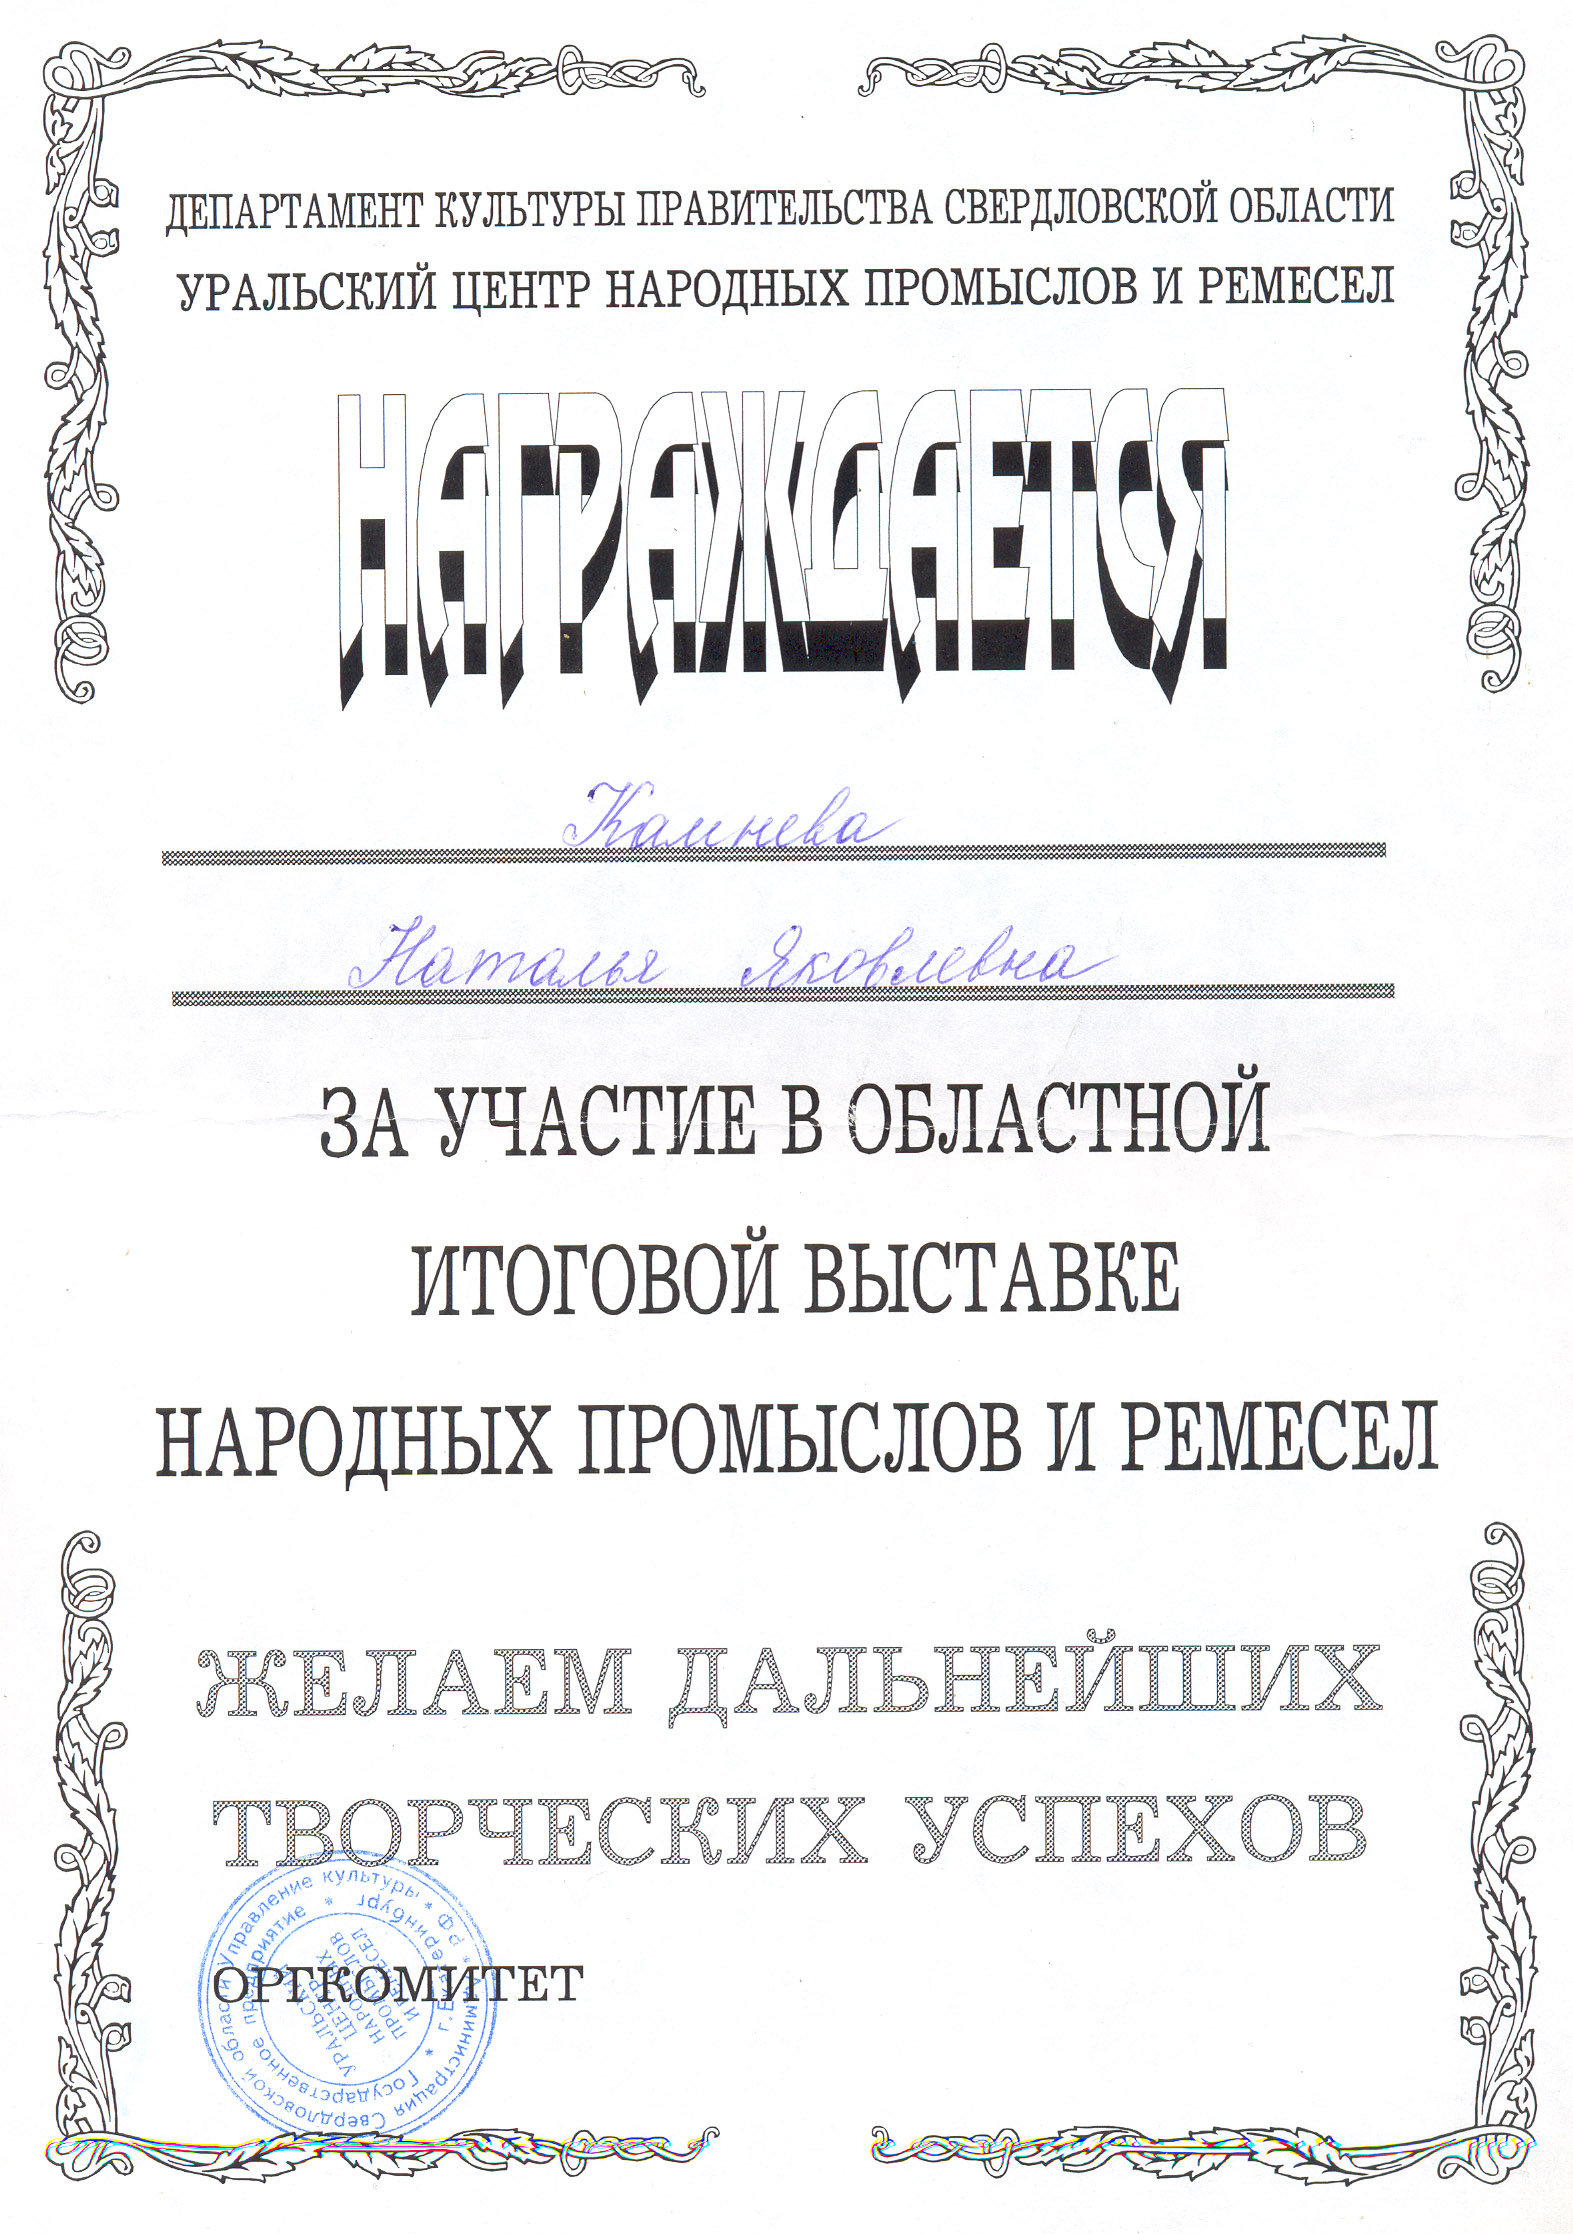 ДЕПАРТАМЕНТ КУЛЬТУРЫ ПРАВИТЕЛЬСТВА СВЕРДЛОВСКОЙ ОБЛАСТИ
УРАЛЬСКИЙ ЦЕНТР НАРОДНЫХ ПРОМЫСЛОВ И РЕМЕСЕЛ
НАГРАЖДАЕТСЯ
Камнева
Наталья Яковлевна
ЗА УЧАСТИЕ В ОБЛАСТНОЙ
ИТОГОВОЙ ВЫСТАВКЕ
НАРОДНЫХ ПРОМЫСЛОВ И РЕМЕСЕЛ
ЖЕЛАЕМ ДАЛЬНЕЙШИХ
ТВОРЧЕСКИХ УСПЕХОВ
ОРГКОМИТЕТ
РФ * Администрация Свердловской области Управление культуры *
Государственное предприятие * г. Екатеринбург *
УРАЛЬСКИЙ
ЦЕНТР
НАРОДНЫХ
ПРОМЫСЛОВ
И РЕМЕСЕЛ